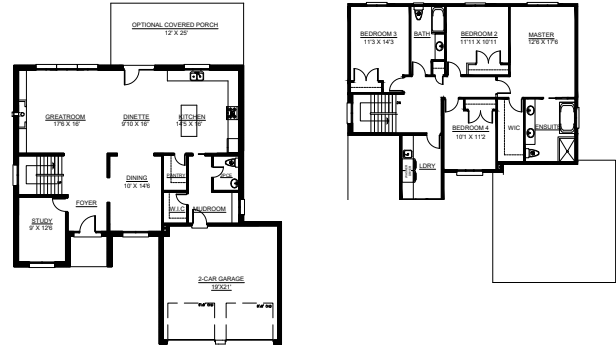 OPTIONAL COVERED PORCH
12' X 25'
GREATROOM
17'6 X 16'
DINETTE
9'10 X 16'
KITCHEN
14'5 X 16'
PANTRY
DINING
10' X 14'6
FOYER
W.I.C
MUDROOM
STUDY
9' X 12'6
2-CAR GARAGE
19'X21'
BEDROOM 3
11'3 X 14'3
BATH
BEDROOM 2
11'11 X 10'11
MASTER
12'6 X 17'6
BEDROOM 4
10'1 X 11'2
WIC
ENSUITE
LDRY